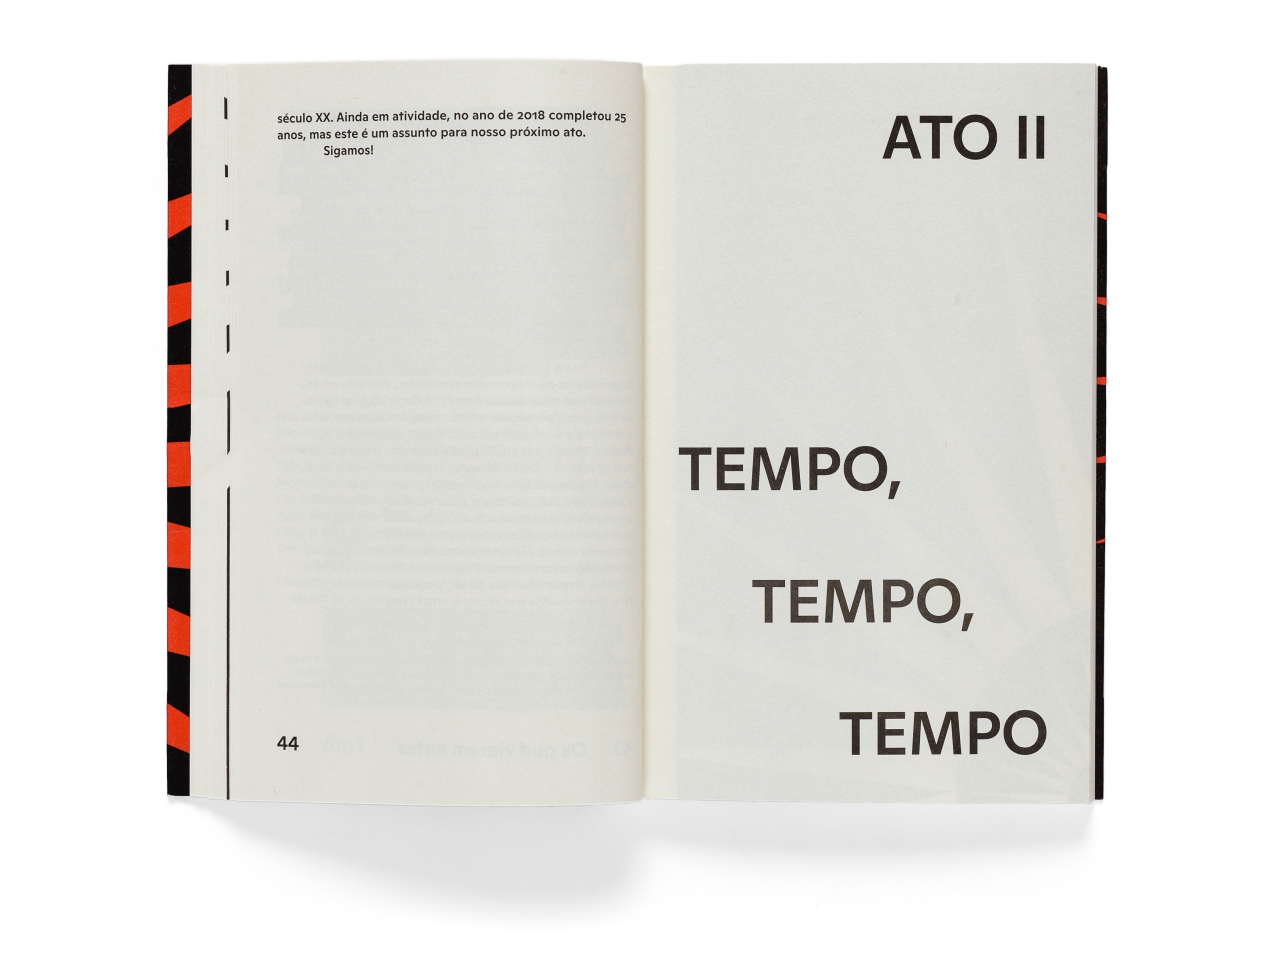 século XX. Ainda em atividade, no ano de 2018 completou 25
anos, mas este é um assunto para nosso próximo ato.
Sigamos!
44
ATO II
TEMPO,
TEMPO,
TEMPO